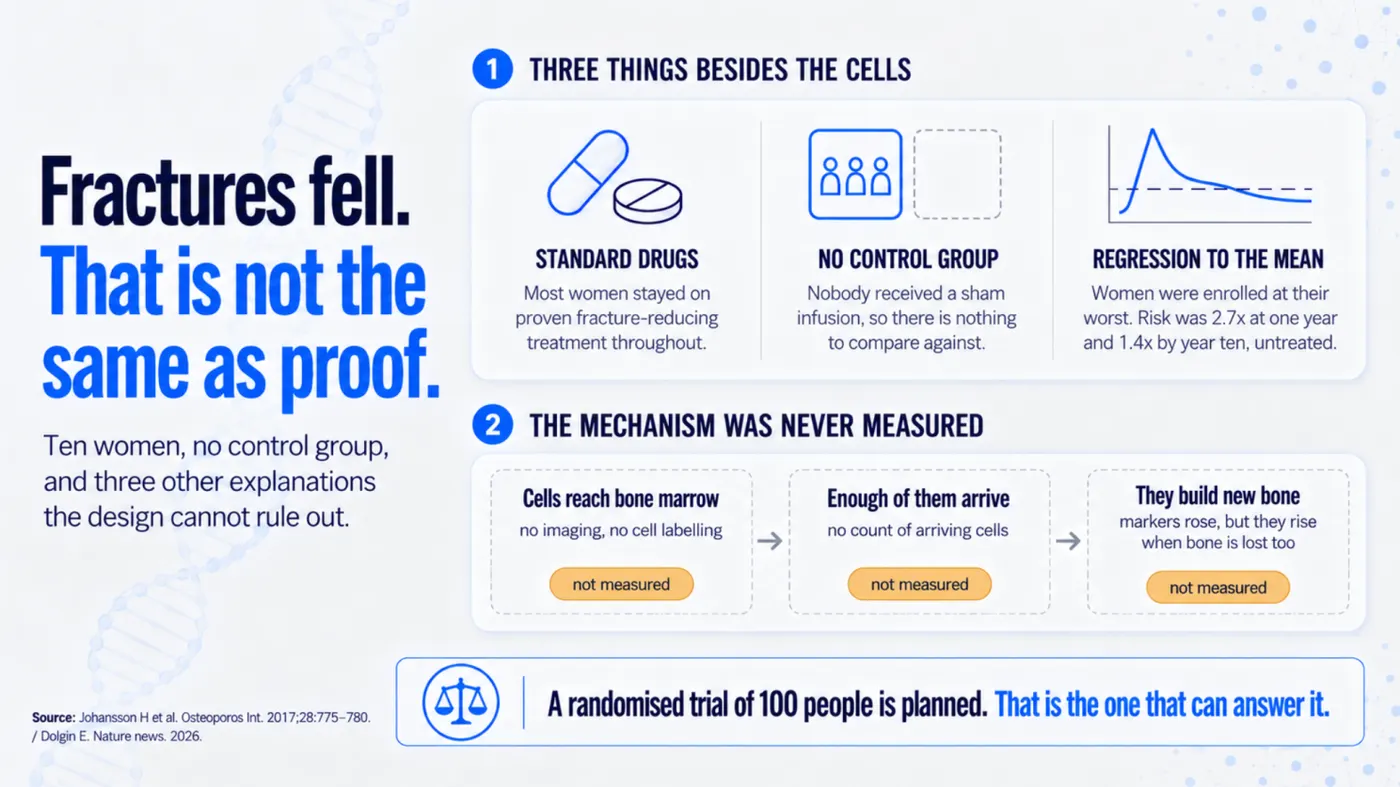 Fractures fell.
That is not the
same as proof.
Ten women, no control group,
and three other explanations
the design cannot rule out.
1 THREE THINGS BESIDES THE CELLS
STANDARD DRUGS
Most women stayed on
proven fracture-reducing
treatment throughout.
NO CONTROL GROUP
Nobody received a sham
infusion, so there is nothing
to compare against.
REGRESSION TO THE MEAN
Women were enrolled at their
worst. Risk was 2.7x at one year
and 1.4x by year ten, untreated.
2 THE MECHANISM WAS NEVER MEASURED
Cells reach bone marrow
no imaging, no cell labelling
not measured
Enough of them arrive
no count of arriving cells
not measured
They build new bone
markers rose, but they rise
when bone is lost too
not measured
A randomised trial of 100 people is planned. That is the one that can answer it.
Source: Johansson H et al. Osteoporos Int. 2017;28:775–780.
/ Dolgin E. Nature news. 2026.